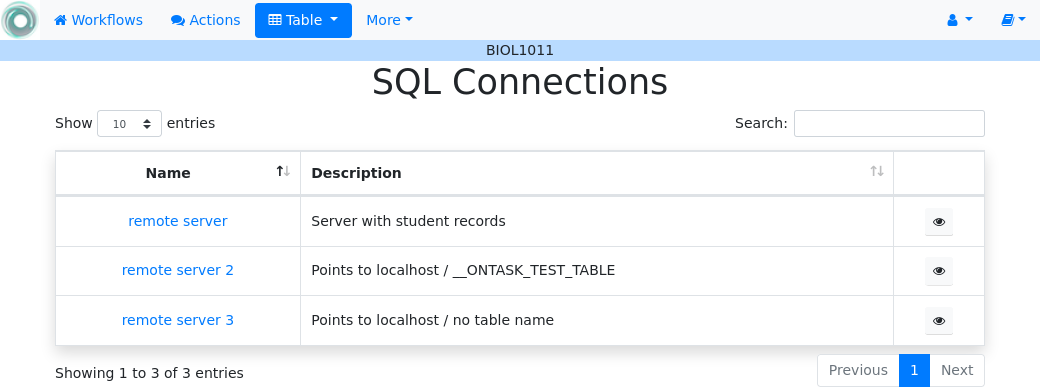 Workflows Actions Table More
BIOL1011
SQL Connections
Show 10 entries Search:
Name Description
remote server Server with student records
remote server 2 Points to localhost / __ONTASK_TEST_TABLE
remote server 3 Points to localhost / no table name
Showing 1 to 3 of 3 entries Previous 1 Next